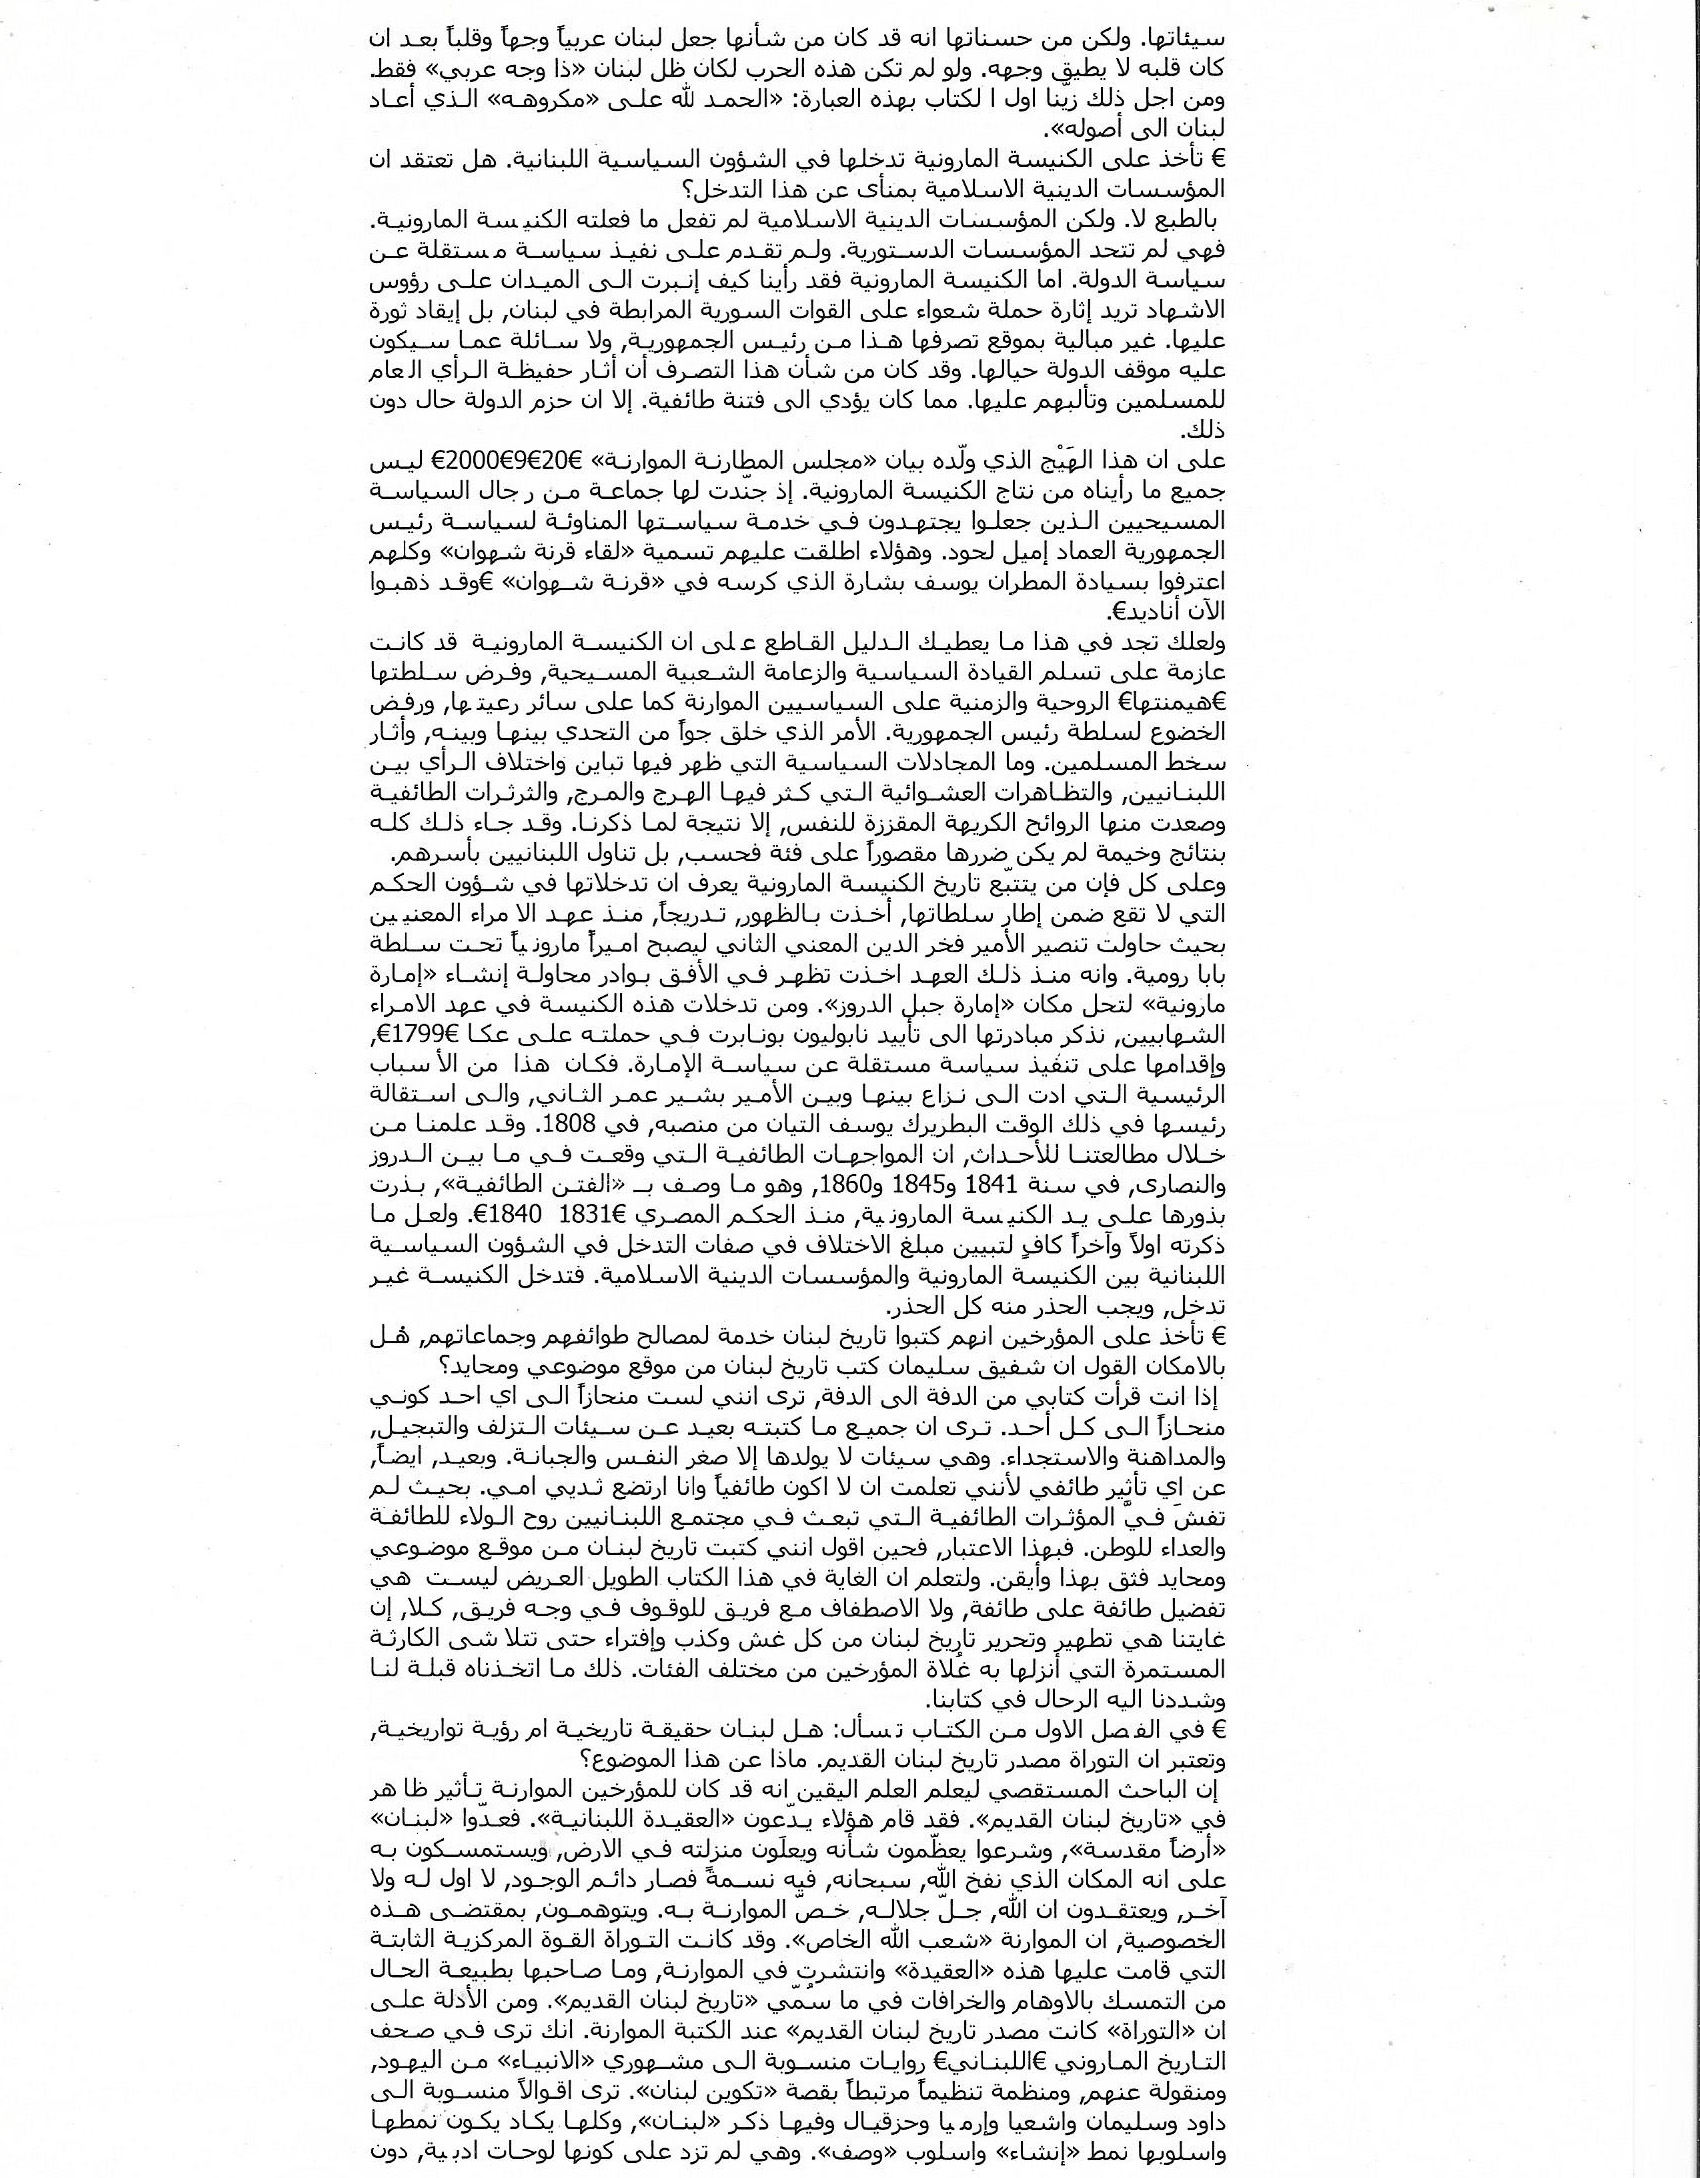 سيئاتها. ولكن من حسناتها انه قد كان من شأنها جعل لبنان عربياً وجهاً وقلباً بعد ان
كان قلبه لا يطيق وجهه. ولو لم تكن هذه الحرب لكان ظل لبنان «ذا وجه عربي» فقط.
ومن اجل ذلك زيّنا اول ا لكتاب بهذه العبارة: «الحمد لله على «مكروهه» الذي أعاد
لبنان الى أصوله».
€ تأخذ على الكنيسة المارونية تدخلها في الشؤون السياسية اللبنانية. هل تعتقد ان
المؤسسات الدينية الاسلامية بمنأى عن هذا التدخل؟
بالطبع لا. ولكن المؤسسات الدينية الاسلامية لم تفعل ما فعلته الكنيسة المارونية.
فهي لم تتحد المؤسسات الدستورية. ولم تقدم على نفيذ سياسة مستقلة عن
سياسة الدولة. اما الكنيسة المارونية فقد رأينا كيف إنبرت الى الميدان على رؤوس
الاشهاد تريد إثارة حملة شعواء على القوات السورية المرابطة في لبنان, بل إيقاد ثورة
عليها. غير مبالية بموقع تصرفها هذا من رئيس الجمهورية, ولا سائلة عما سيكون
عليه موقف الدولة حيالها. وقد كان من شأن هذا التصرف أن أثار حفيظة الرأي العام
للمسلمين وتألبهم عليها. مما كان يؤدي الى فتنة طائفية. إلا ان حزم الدولة حال دون
ذلك.
على ان هذا الهَيْج الذي ولّده بيان «مجلس المطارنة الموارنة» €20€9€2000€ ليس
جميع ما رأيناه من نتاج الكنيسة المارونية. إذ جنّدت لها جماعة من رجال السياسة
المسيحيين الذين جعلوا يجتهدون في خدمة سياستها المناوئة لسياسة رئيس
الجمهورية العماد إميل لحود. وهؤلاء اطلقت عليهم تسمية «لقاء قرنة شهوان» وكلهم
اعترفوا بسيادة المطران يوسف بشارة الذي كرسه في «قرنة شهوان» €وقد ذهبوا
الآن أناديد€.
ولعلك تجد في هذا ما يعطيك الدليل القاطع على ان الكنيسة المارونية قد كانت
عازمة على تسلم القيادة السياسية والزعامة الشعبية المسيحية, وفرض سلطتها
€هيمنتها€ الروحية والزمنية على السياسيين الموارنة كما على سائر رعيتها, ورفض
الخضوع لسلطة رئيس الجمهورية. الأمر الذي خلق جواً من التحدي بينها وبينه, وأثار
سخط المسلمين. وما المجادلات السياسية التي ظهر فيها تباين واختلاف الرأي بين
اللبنانيين, والتظاهرات العشوائية التي كثر فيها الهرج والمرج, والثرثرات الطائفية
وصعدت منها الروائح الكريهة المقززة للنفس, إلا نتيجة لما ذكرنا. وقد جاء ذلك كله
بنتائج وخيمة لم يكن ضررها مقصوراً على فئة فحسب, بل تناول اللبنانيين بأسرهم.
وعلى كل فإن من يتتبّع تاريخ الكنيسة المارونية يعرف ان تدخلاتها في شؤون الحكم
التي لا تقع ضمن إطار سلطاتها, أخذت بالظهور, تدريجاً, منذ عهد الا مراء المعنيين
بحيث حاولت تنصير الأمير فخر الدين المعني الثاني ليصبح اميراً مارونياً تحت سلطة
بابا رومية. وانه منذ ذلك العهد اخذت تظهر في الأفق بوادر محاولة إنشاء «إمارة
مارونية» لتحل مكان «إمارة جبل الدروز». ومن تدخلات هذه الكنيسة في عهد الامراء
الشهابيين, نذكر مبادرتها الى تأييد نابوليون بونابرت في حملته على عكا €1799€,
وإقدامها على تنفيذ سياسة مستقلة عن سياسة الإمارة. فكان هذا من الأسباب
الرئيسية التي ادت الى نزاع بينها وبين الأمير بشير عمر الثاني, والى استقالة
رئيسها في ذلك الوقت البطريرك يوسف التيان من منصبه, في 1808. وقد علمنا من
خلال مطالعتنا للأحداث, ان المواجهات الطائفية التي وقعت في ما بين الدروز
والنصارى, في سنة 1841 و1845 و1860, وهو ما وصف بـ «الفتن الطائفية», بذرت
بذورها على يد الكنيسة المارونية, منذ الحكم المصري €1831 1840€. ولعل ما
ذكرته اولاً وآخراً كافٍ لتبيين مبلغ الاختلاف في صفات التدخل في الشؤون السياسية
اللبنانية بين الكنيسة المارونية والمؤسسات الدينية الاسلامية. فتدخل الكنيسة غير
تدخل, ويجب الحذر منه كل الحذر.
€ تأخذ على المؤرخين انهم كتبوا تاريخ لبنان خدمة لمصالح طوائفهم وجماعاتهم, هُل
بالامكان القول ان شفيق سليمان كتب تاريخ لبنان من موقع موضوعي ومحايد؟
إذا انت قرأت كتابي من الدفة الى الدفة, ترى انني لست منحازاً الى اي احد كوني
منحازاً الى كل أحد. ترى ان جميع ما كتبته بعيد عن سيئات التزلف والتبجيل,
والمداهنة والاستجداء. وهي سيئات لا يولدها إلا صغر النفس والجبانة. وبعيد, ايضاً,
عن اي تأثير طائفي لأنني تعلمت ان لا اكون طائفياً وانا ارتضع ثديي امي. بحيث لم
تفشَ فيّ المؤثرات الطائفية التي تبعث في مجتمع اللبنانيين روح الولاء للطائفة
والعداء للوطن. فبهذا الاعتبار, فحين اقول انني كتبت تاريخ لبنان من موقع موضوعي
ومحايد فثق بهذا وأيقن. ولتعلم ان الغاية في هذا الكتاب الطويل العريض ليست هي
تفضيل طائفة على طائفة, ولا الاصطفاف مع فريق للوقوف في وجه فريق, كلا, إن
غايتنا هي تطهير وتحرير تاريخ لبنان من كل غش وكذب وإفتراء حتى تتلا شى الكارثة
المستمرة التي أنزلها به غُلاة المؤرخين من مختلف الفئات. ذلك ما اتخذناه قبلة لنا
وشددنا اليه الرحال في كتابنا.
€ في الفصل الاول من الكتاب تسأل: هل لبنان حقيقة تاريخية ام رؤية تواريخية,
وتعتبر ان التوراة مصدر تاريخ لبنان القديم. ماذا عن هذا الموضوع؟
إن الباحث المستقصي ليعلم العلم اليقين انه قد كان للمؤرخين الموارنة تأثير ظاهر
في «تاريخ لبنان القديم». فقد قام هؤلاء يدّعون «العقيدة اللبنانية». فعدّوا «لبنان»
«أرضاً مقدسة», وشرعوا يعظّمون شأنه ويعلَون منزلته في الارض, ويستمسكون به
على انه المكان الذي نفخ الله, سبحانه, فيه نسمةً فصار دائم الوجود, لا اول له ولا
آخر, ويعتقدون ان الله, جلّ جلاله, خصّ الموارنة به. ويتوهمون, بمقتضى هذه
الخصوصية, ان الموارنة «شعب الله الخاص». وقد كانت التوراة القوة المركزية الثابتة
التي قامت عليها هذه «العقيدة» وانتشرت في الموارنة, وما صاحبها بطبيعة الحال
من التمسك بالاوهام والخرافات في ما سُمّي «تاريخ لبنان القديم». ومن الأدلة على
ان «التوراة» كانت مصدر تاريخ لبنان القديم» عند الكتبة الموارنة. انك ترى في صحف
التاريخ الماروني €اللبناني€ روايات منسوبة الى مشهوري «الانبياء» من اليهود,
ومنقولة عنهم, ومنظمة تنظيماً مرتبطاً بقصة «تكوين لبنان». ترى اقوالاً منسوبة الى
داود وسليمان واشعيا وإرميا وحزقيال وفيها ذكر «لبنان», وكلها يكاد يكون نمطها
واسلوبها نمط «إنشاء» واسلوب «وصف». وهي لم تزد على كونها لوحات ادبية, دون